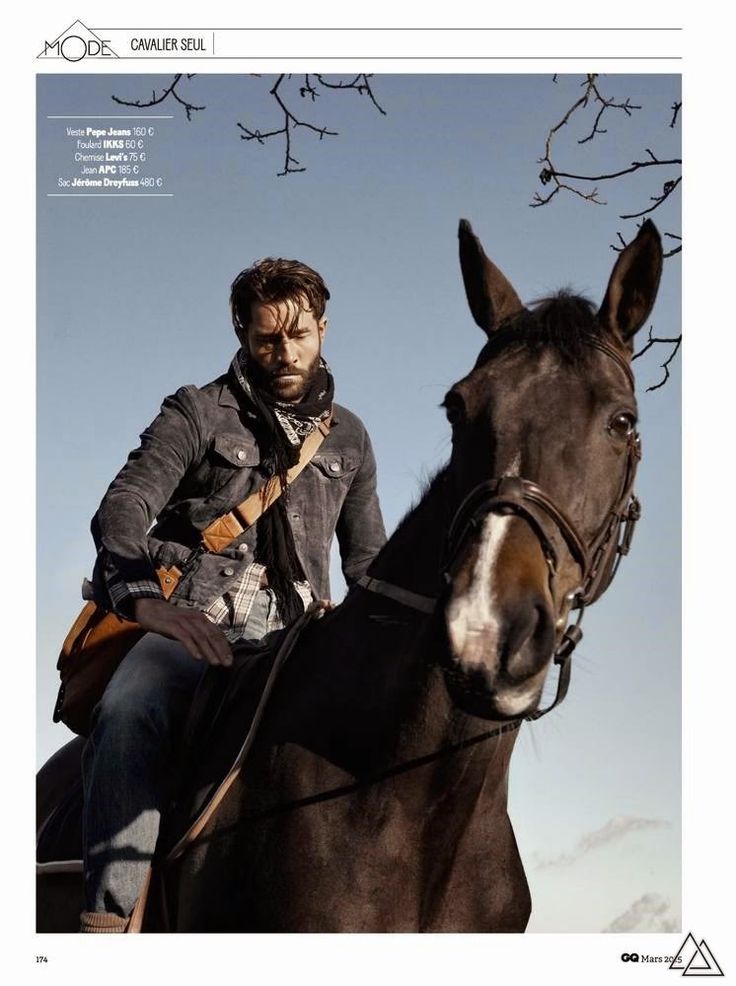 MODE CAVALIER SEUL
Veste Pepe Jeans 160 €
Foulard IKKS 60 €
Chemise Levi's 75 €
Jean APC 185 €
Sac Jérôme Dreyfuss 480 €
174
GQ Mars 2015